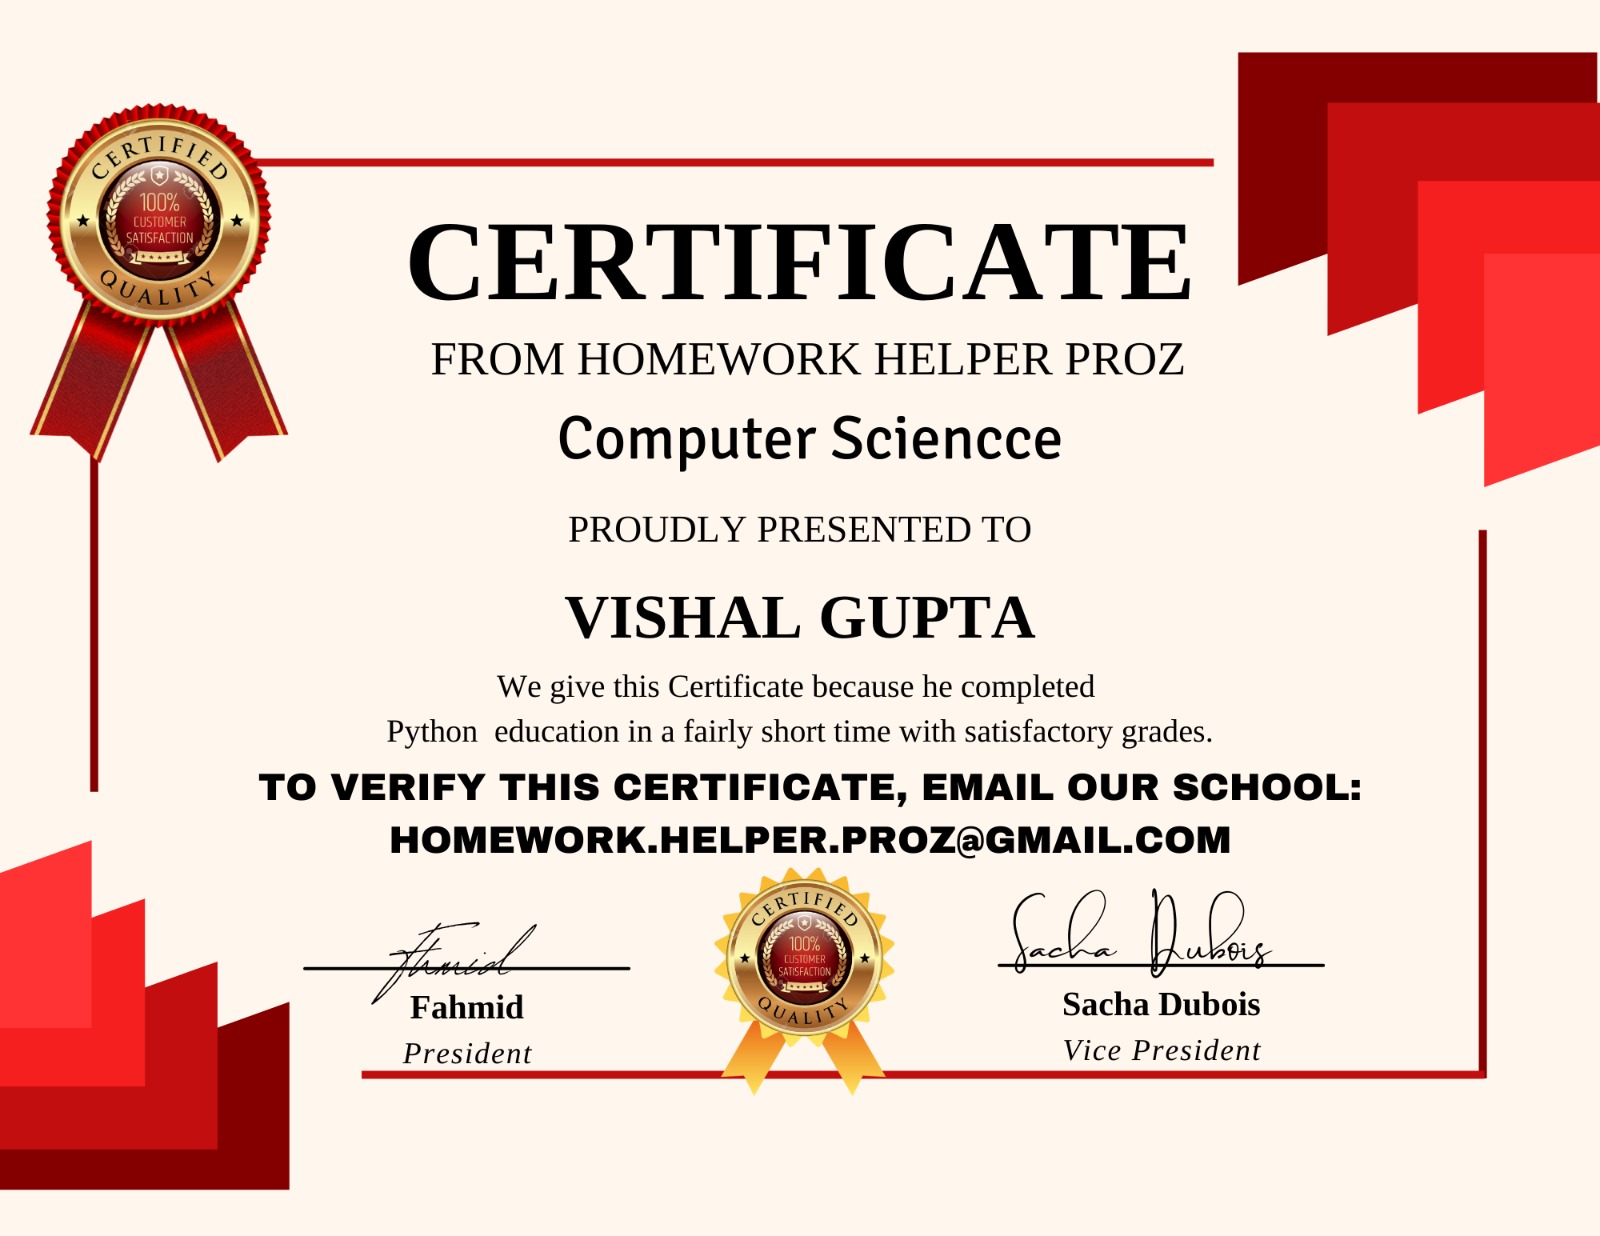 CERTIFIED
100%
CUSTOMER
SATISFACTION
QUALITY
CERTIFICATE
FROM HOMEWORK HELPER PROZ
Computer Sciencce
PROUDLY PRESENTED TO
VISHAL GUPTA
We give this Certificate because he completed
Python  education in a fairly short time with satisfactory grades.
TO VERIFY THIS CERTIFICATE, EMAIL OUR SCHOOL:
HOMEWORK.HELPER.PROZ@GMAIL.COM
Fahmid
Fahmid
President
CERTIFIED
100%
CUSTOMER
SATISFACTION
QUALITY
Sacha Dubois
Sacha Dubois
Vice President